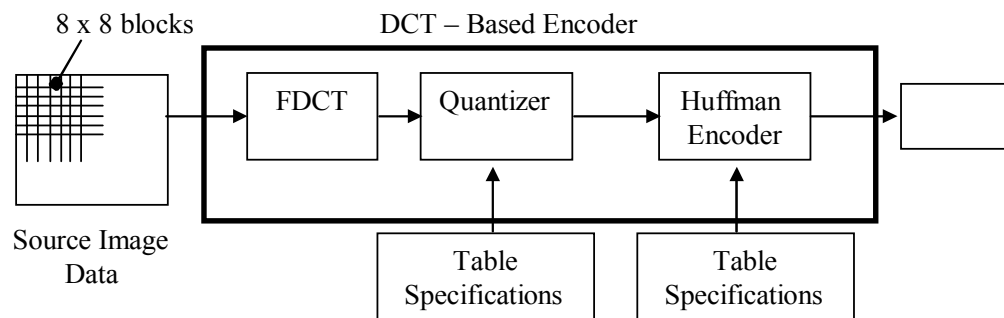 8 x 8 blocks
DCT – Based Encoder
FDCT
Quantizer
Huffman
Encoder
Source Image
Data
Table
Specifications
Table
Specifications